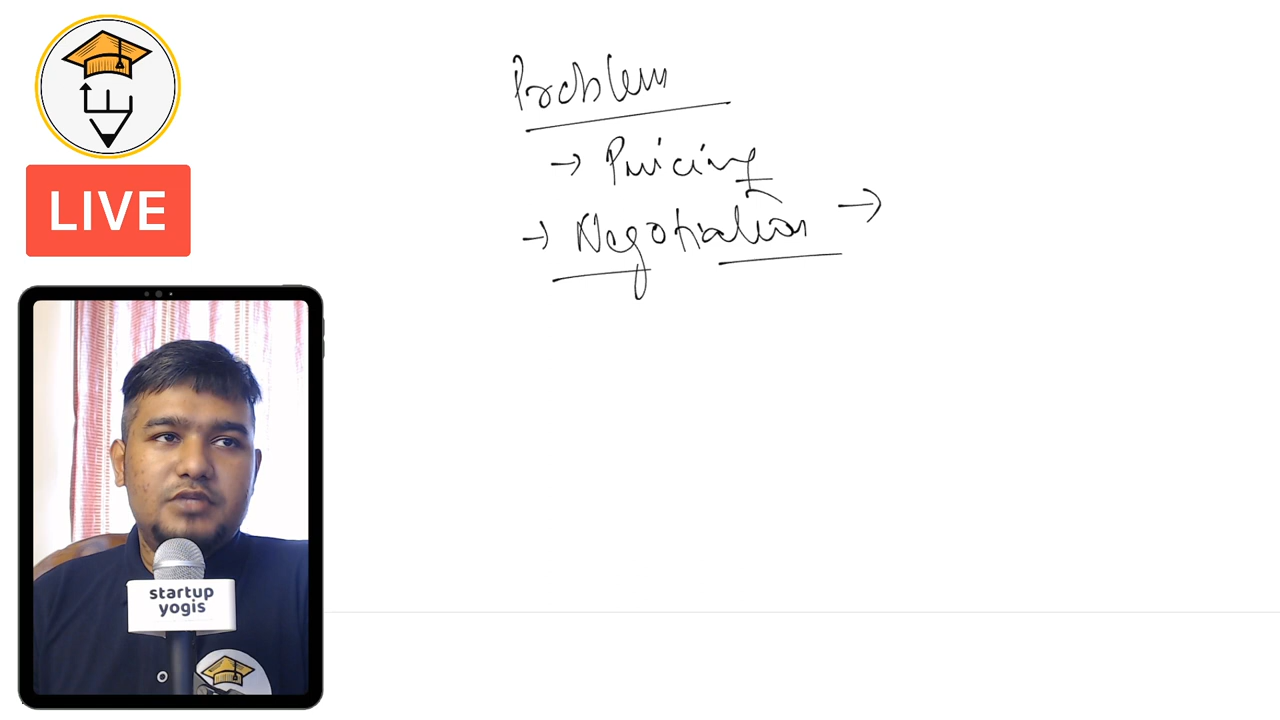 LIVE
Problem
→ Pricing
→ Negotiation →
startup
yogis